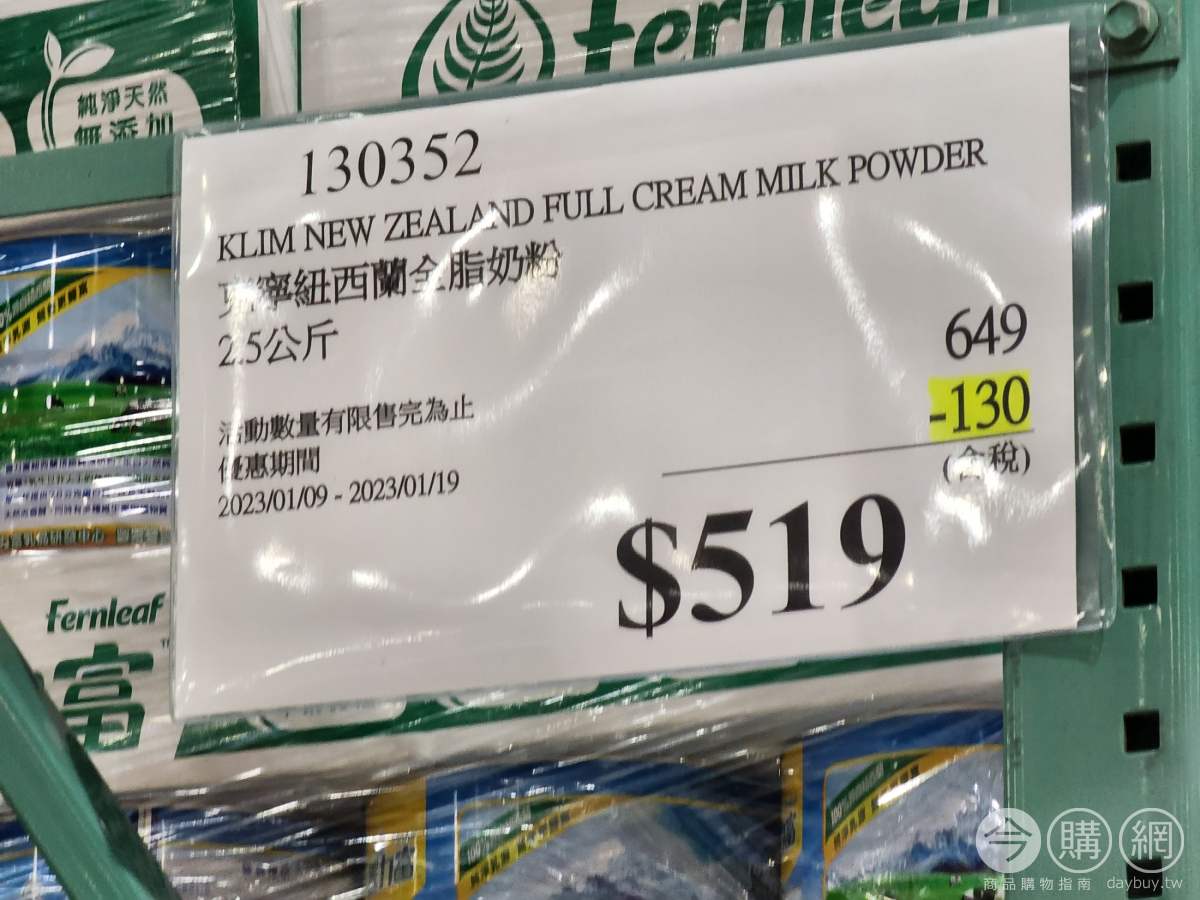 純淨天然
無添加
fernleaf
130352
KLIM NEW ZEALAND FULL CREAM MILK POWDER
克寧紐西蘭全脂奶粉
2.5公斤
649
-130
活動數量有限售完為止
優惠期間
2023/01/09 - 2023/01/19
(含稅)
$519
fernleaf
富
今購網
商品購物指南 daybuy.tw